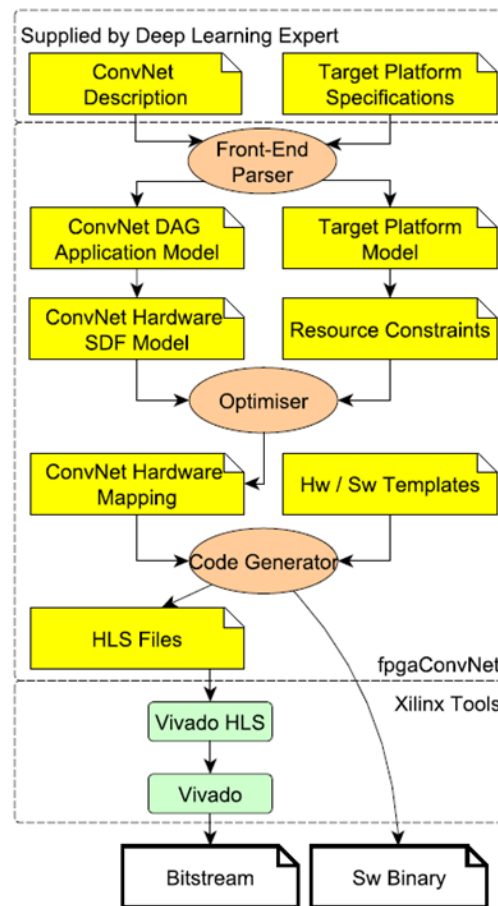 Supplied by Deep Learning Expert
ConvNet
Description
Target Platform
Specifications
Front-End
Parser
ConvNet DAG
Application Model
Target Platform
Model
ConvNet Hardware
SDF Model
Resource Constraints
Optimiser
ConvNet Hardware
Mapping
Hw / Sw Templates
Code Generator
HLS Files
fpgaConvNet
Xilinx Tools
Vivado HLS
Vivado
Bitstream
Sw Binary